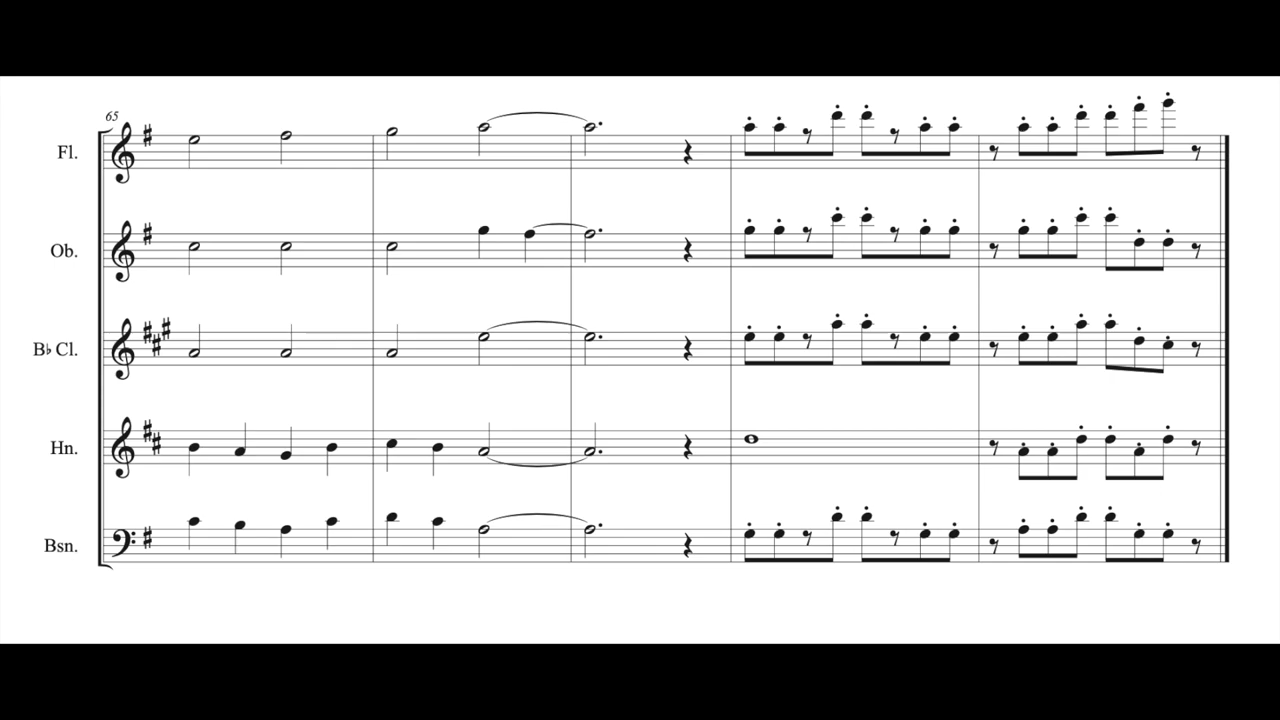 65
Fl.
Ob.
B♭ Cl.
Hn.
Bsn.